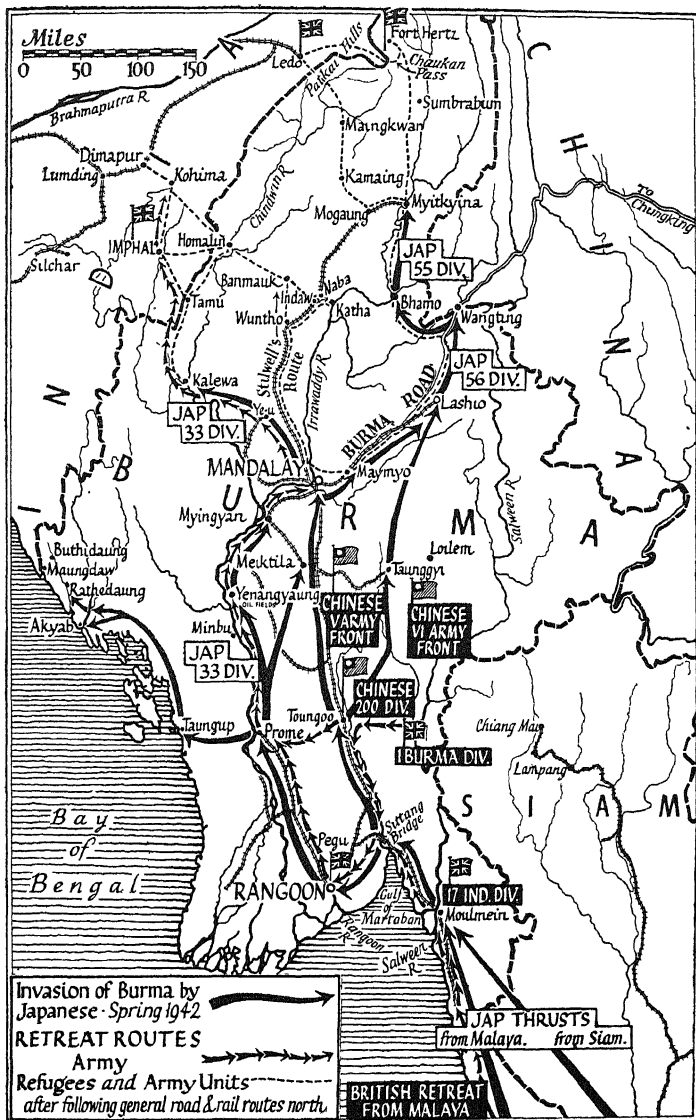 Miles
0 50 100 150
Ledo
Fort Hertz
Patkai Hills
Chaukan
Pass
Sumbrabum
Brahmaputra R
Maingkwan
Dimapur
Lumding
Kohima
Kamaing
Chindwin R
Mogaung
Myitkyina
To
Chungking
IMPHAL
Homalin
JAP
55 DIV.
Silchar
Banmauk
Naba
Indaw
Tamu
Katha
Bhamo
Wuntho
Wangting
Stilwell's
Route
Irrawaddy R
JAP
56 DIV.
Kalewa
Lashio
Ye-u
JAP
33 DIV.
BURMA ROAD
MANDALAY
Maymyo
Salween R
Myingyan
Loilem
Meiktila
Taunggyi
Buthidaung
Maungdaw
Rathedaung
Yenangyaung
OIL FIELDS
CHINESE
V ARMY
FRONT
CHINESE
VI ARMY
FRONT
Akyab
Minbu
JAP
33 DIV.
CHINESE
200 DIV.
Taungup
Prome
Toungoo
Chiang Mau
1 BURMA DIV.
Lampang
INDIA
BURMA
CHINA
SIAM
Bay
of
Bengal
Pegu
Sittang
Bridge
RANGOON
Gulf
of
Martaban
17 IND. DIV.
Moulmein
Rangoon
R
Salween
R
Invasion of Burma by
Japanese · Spring 1942
RETREAT ROUTES
Army
Refugees and Army Units
after following general road & rail routes north
JAP THRUSTS
from Malaya. from Siam.
BRITISH RETREAT
FROM MALAYA